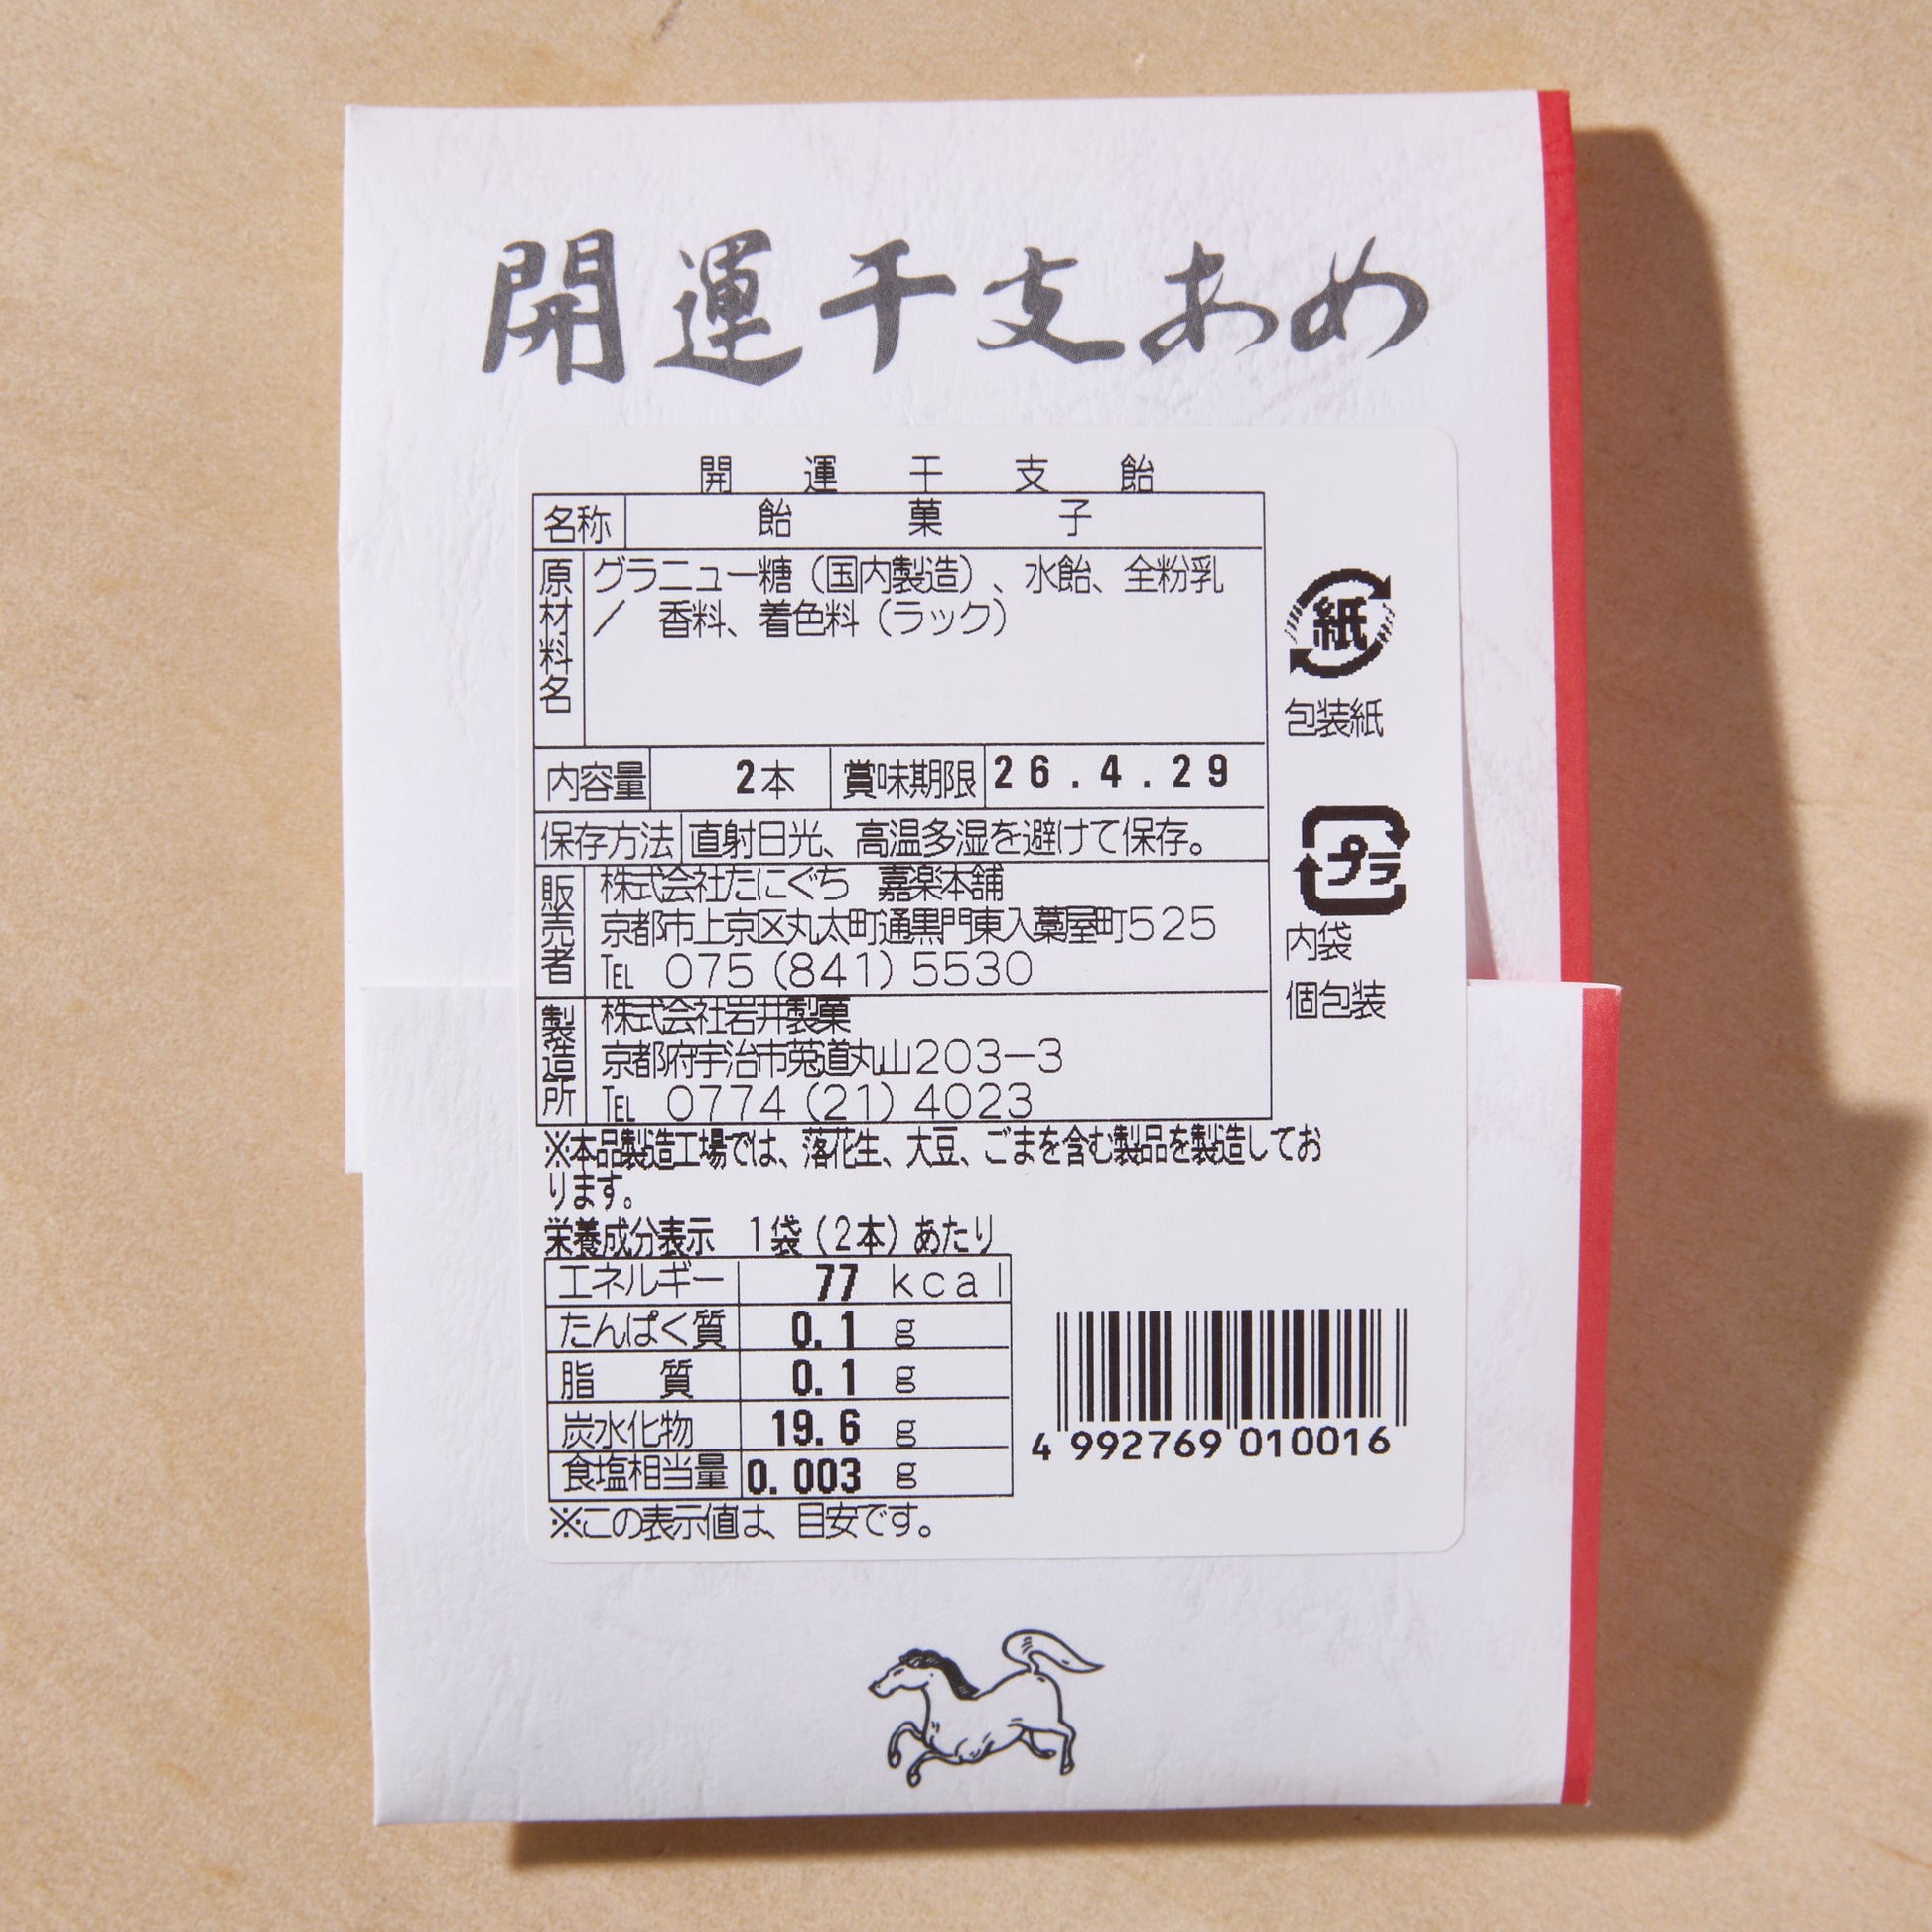 開運干支あめ
開運干支飴
名称 飴菓子
原材料名 グラニュー糖（国内製造）、水飴、全粉乳
／ 香料、着色料（ラック）
紙
包装紙
内容量 2本 賞味期限 26.4.29
保存方法 直射日光、高温多湿を避けて保存。
プラ
内袋
個包装
販売者 株式会社たにぐち 嘉楽本舗
京都市上京区丸太町通黒門東入藁屋町525
TEL 075(841)5530
製造所 株式会社岩井製菓
京都府宇治市莵道丸山203−3
TEL 0774(21)4023
※本品製造工場では、落花生、大豆、ごまを含む製品を製造してお
ります。
栄養成分表示 1袋(2本)あたり
エネルギー 77 kcal
たんぱく質 0.1 g
脂質 0.1 g
炭水化物 19.6 g
食塩相当量 0.003 g
※この表示値は、目安です。
4 992769 010016